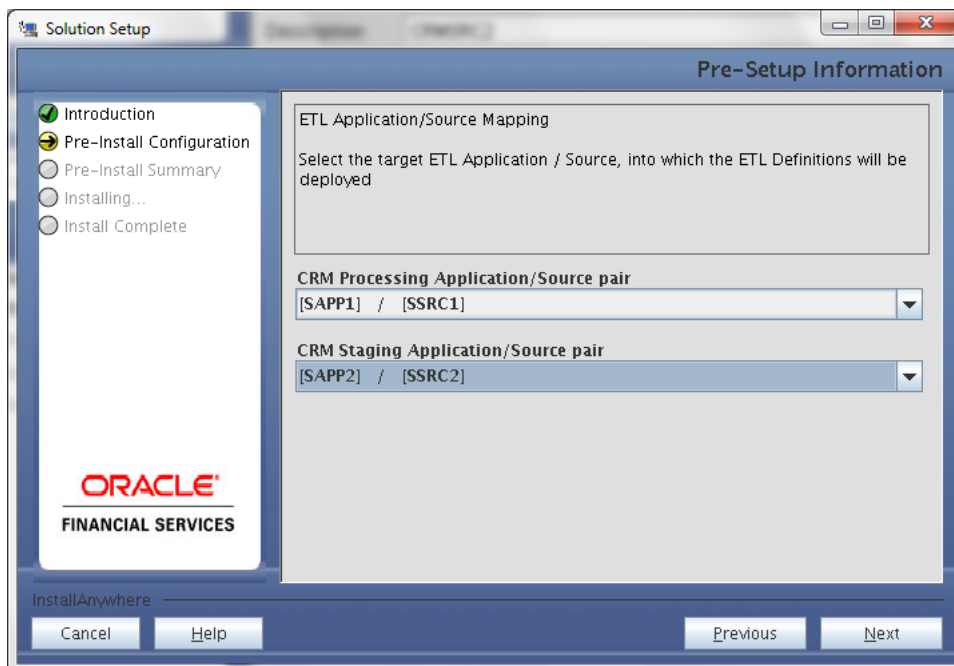 Solution Setup
Description
CRMSRC2
Pre-Setup Information
Introduction
Pre-Install Configuration
Pre-Install Summary
Installing...
Install Complete
ETL Application/Source Mapping
Select the target ETL Application / Source, into which the ETL Definitions will be
deployed
CRM Processing Application/Source pair
[SAPP1] / [SSRC1]
CRM Staging Application/Source pair
[SAPP2] / [SSRC2]
ORACLE'
FINANCIAL SERVICES
InstallAnywhere
Cancel
Help
Previous
Next